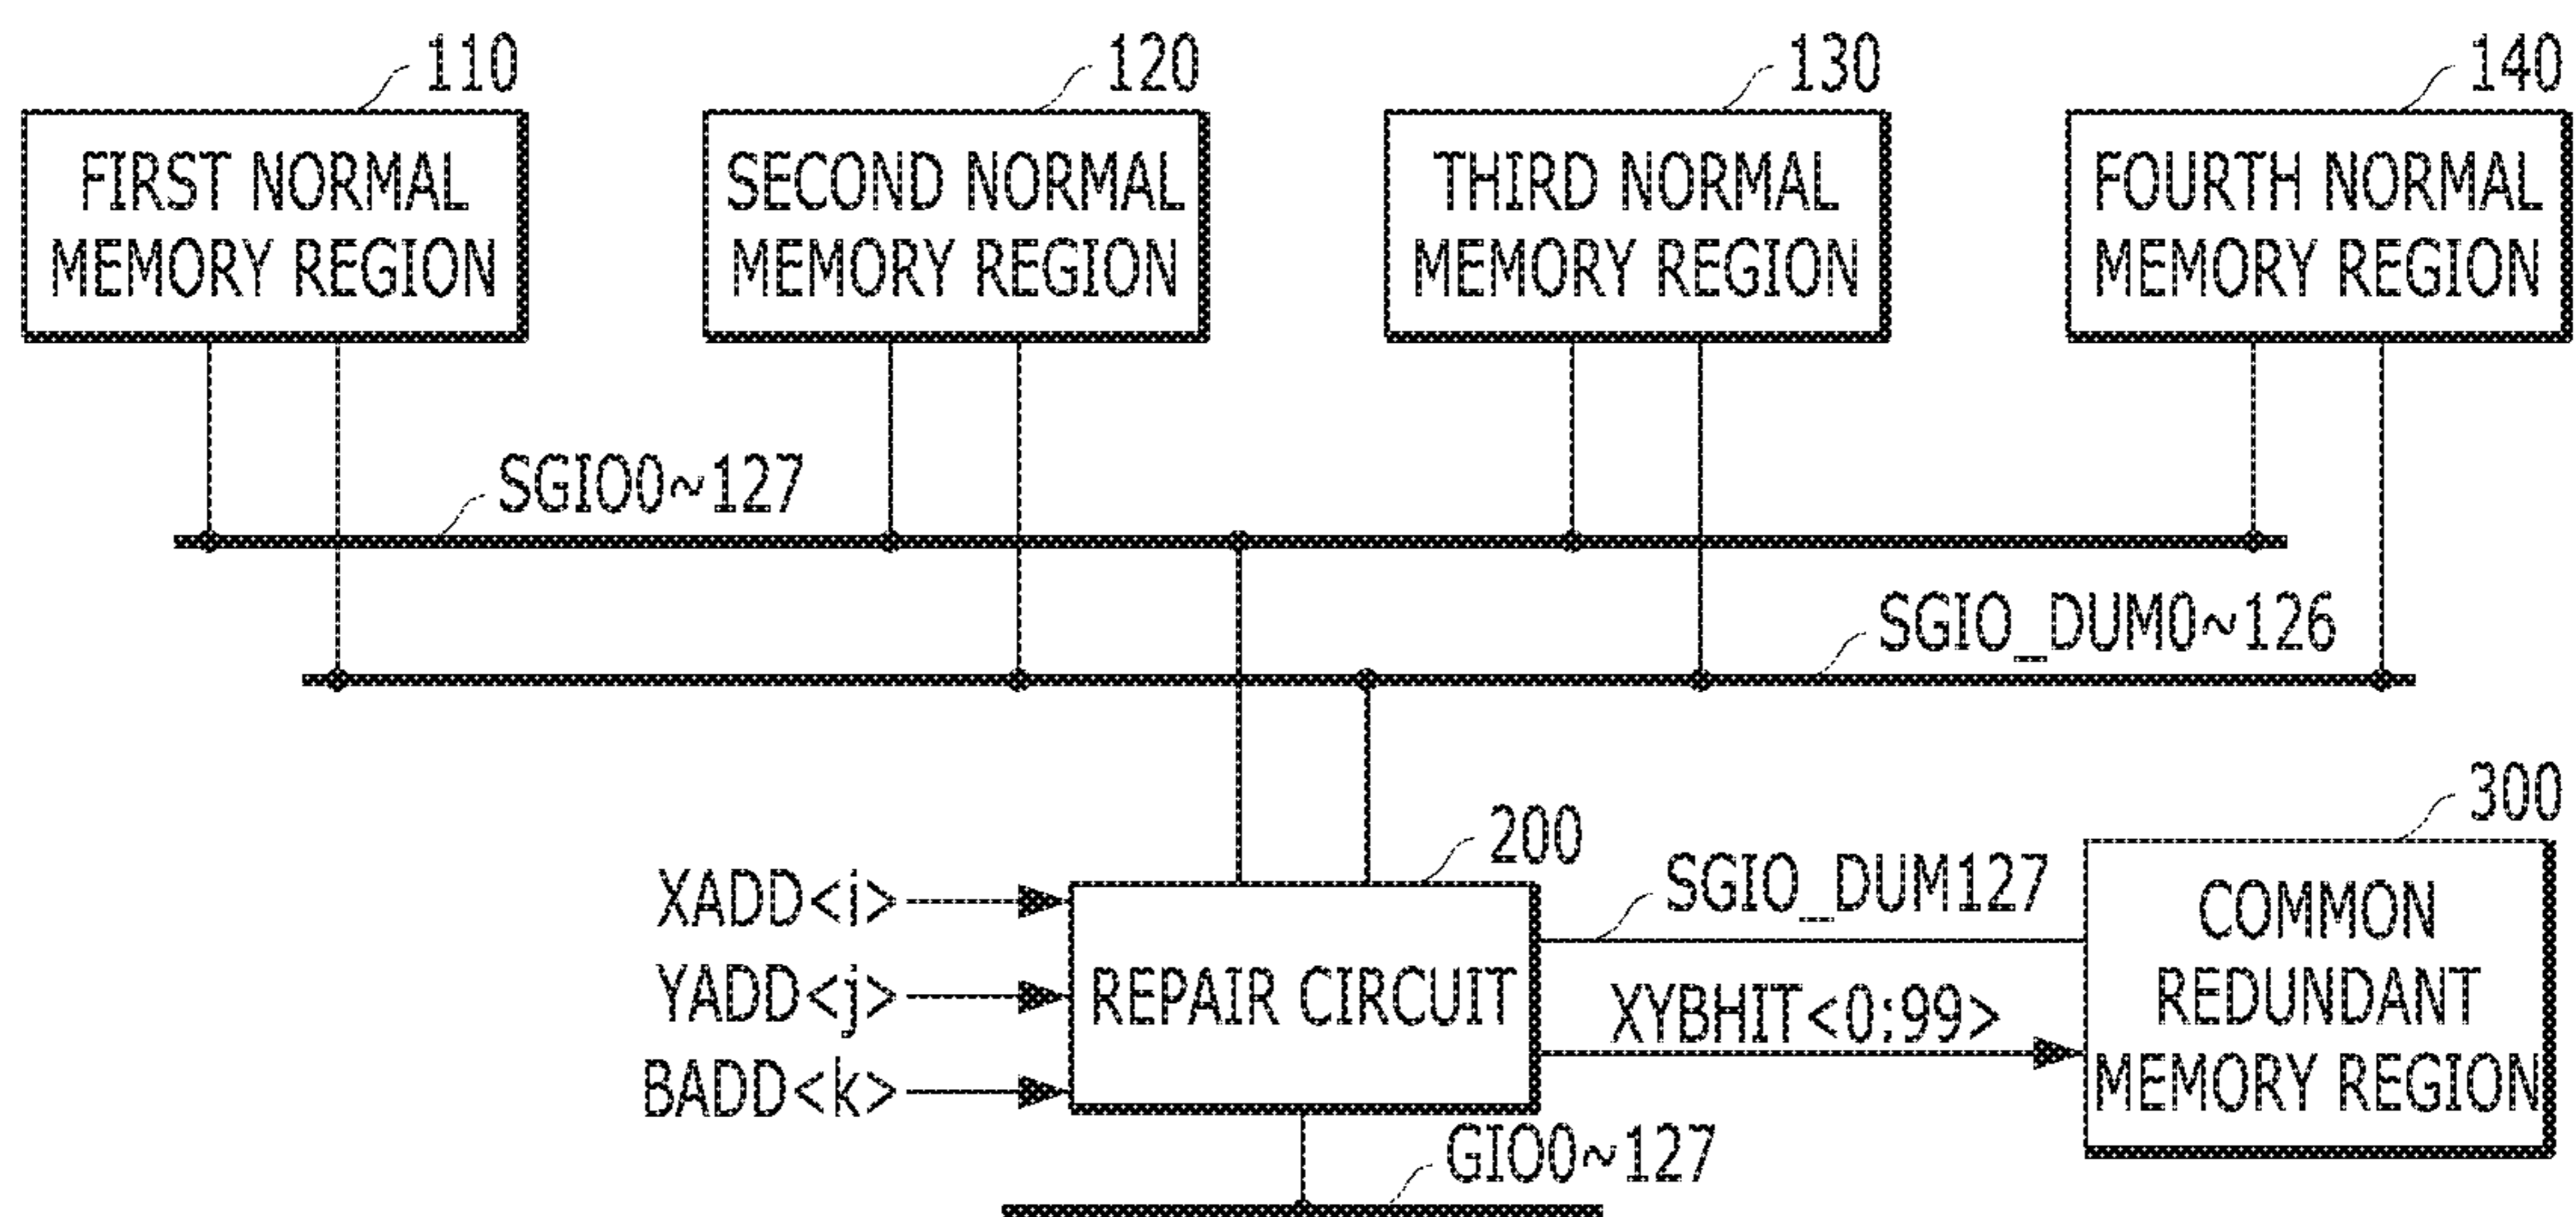 110
120
130
140
FIRST NORMAL
MEMORY REGION
SECOND NORMAL
MEMORY REGION
THIRD NORMAL
MEMORY REGION
FOURTH NORMAL
MEMORY REGION
SGIO0~127
SGIO_DUM0~126
300
200
XADD<i>
YADD<j>
BADD<k>
REPAIR CIRCUIT
SGIO_DUM127
XYBHIT<0:99>
COMMON
REDUNDANT
MEMORY REGION
GIO0~127